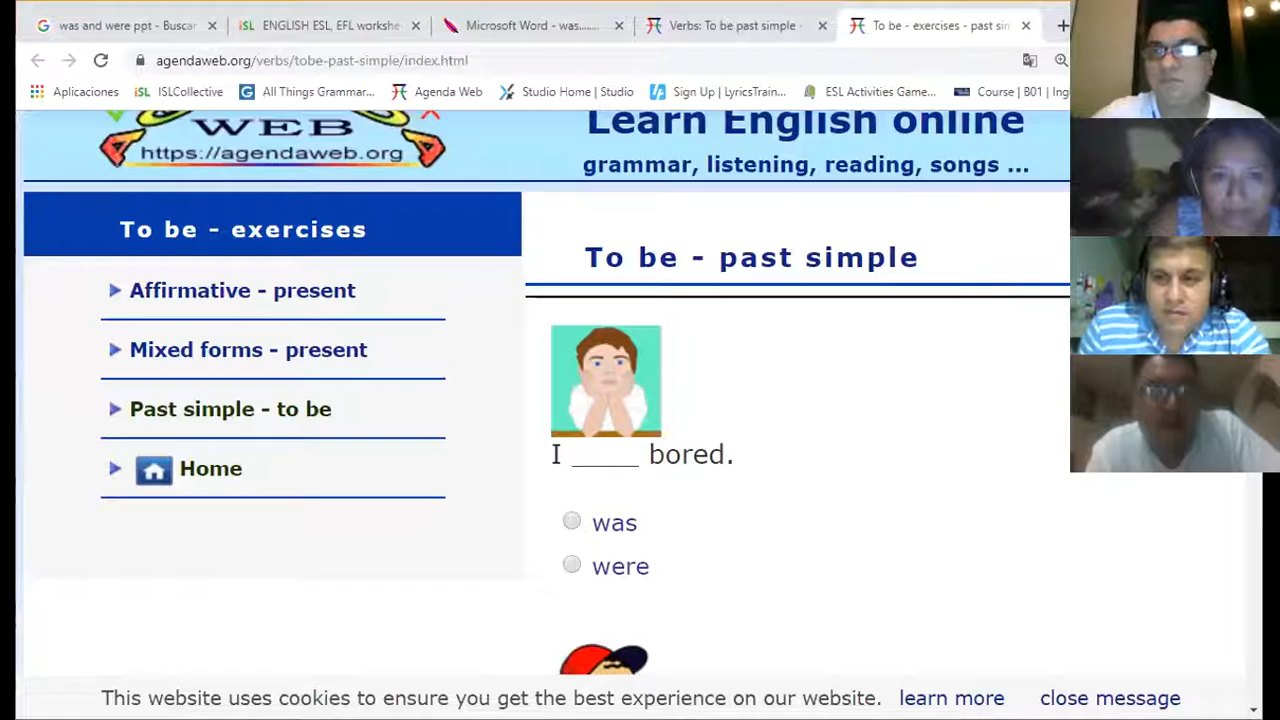 was and were ppt - Buscar
ENGLISH ESL, EFL workshe
Microsoft Word - was.......
Verbs: To be past simple -
To be - exercises - past sim
agendaweb.org/verbs/tobe-past-simple/index.html
Aplicaciones
iSLCollective
All Things Grammar...
Agenda Web
Studio Home | Studio
Sign Up | LyricsTrain...
ESL Activities Game...
Course | B01 | Ing
WEB
https://agendaweb.org
Learn English online
grammar, listening, reading, songs ...
To be - exercises
Affirmative - present
Mixed forms - present
Past simple - to be
Home
To be - past simple
I _____ bored.
was
were
This website uses cookies to ensure you get the best experience on our website. learn more close message